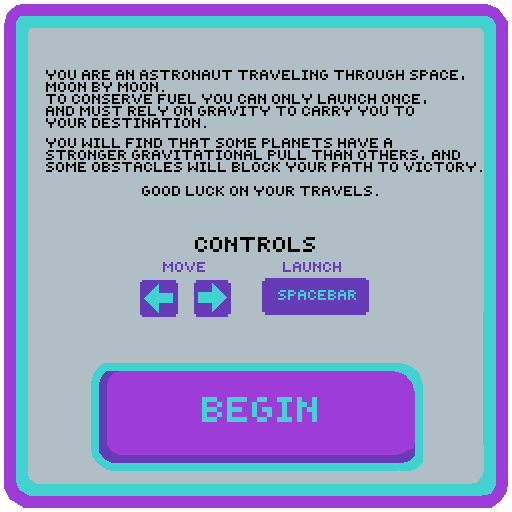 YOU ARE AN ASTRONAUT TRAVELING THROUGH SPACE,
MOON BY MOON.
TO CONSERVE FUEL YOU CAN ONLY LAUNCH ONCE,
AND MUST RELY ON GRAVITY TO CARRY YOU TO
YOUR DESTINATION.
YOU WILL FIND THAT SOME PLANETS HAVE A
STRONGER GRAVITATIONAL PULL THAN OTHERS, AND
SOME OBSTACLES WILL BLOCK YOUR PATH TO VICTORY.
GOOD LUCK ON YOUR TRAVELS.
CONTROLS
MOVE LAUNCH
SPACEBAR
BEGIN